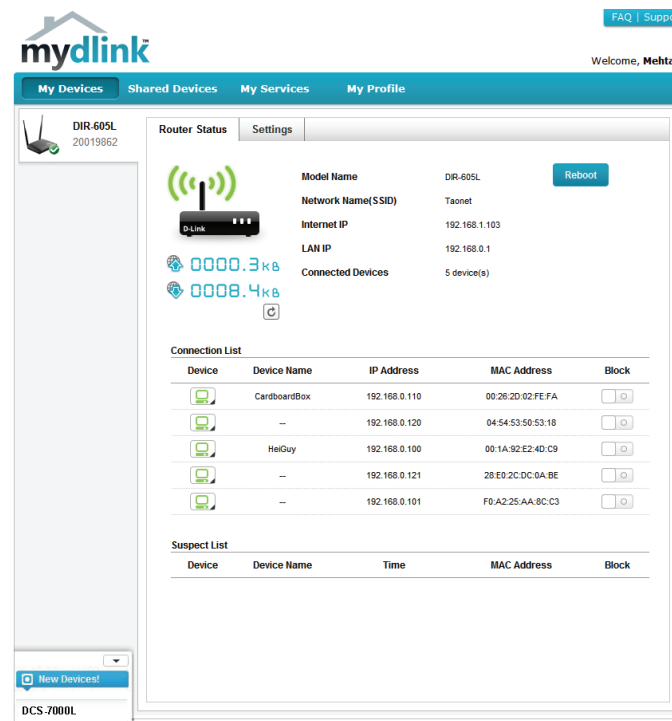 FAQ | Suppo
mydlink
Welcome, Mehta
My Devices Shared Devices My Services My Profile
DIR-605L
20019862
Router Status Settings
Model Name DIR-605L Reboot
Network Name(SSID) Taonet
D-Link
Internet IP 192.168.1.103
LAN IP 192.168.0.1
0000.3KB
Connected Devices 5 device(s)
0008.4KB
Connection List
Device Device Name IP Address MAC Address Block
CardboardBox 192.168.0.110 00:26:2D:02:FE:FA
-- 192.168.0.120 04:54:53:50:53:18
HeiGuy 192.168.0.100 00:1A:92:E2:4D:C9
-- 192.168.0.121 28:E0:2C:DC:0A:BE
-- 192.168.0.101 F0:A2:25:AA:8C:C3
Suspect List
Device Device Name Time MAC Address Block
New Devices!
DCS-7000L